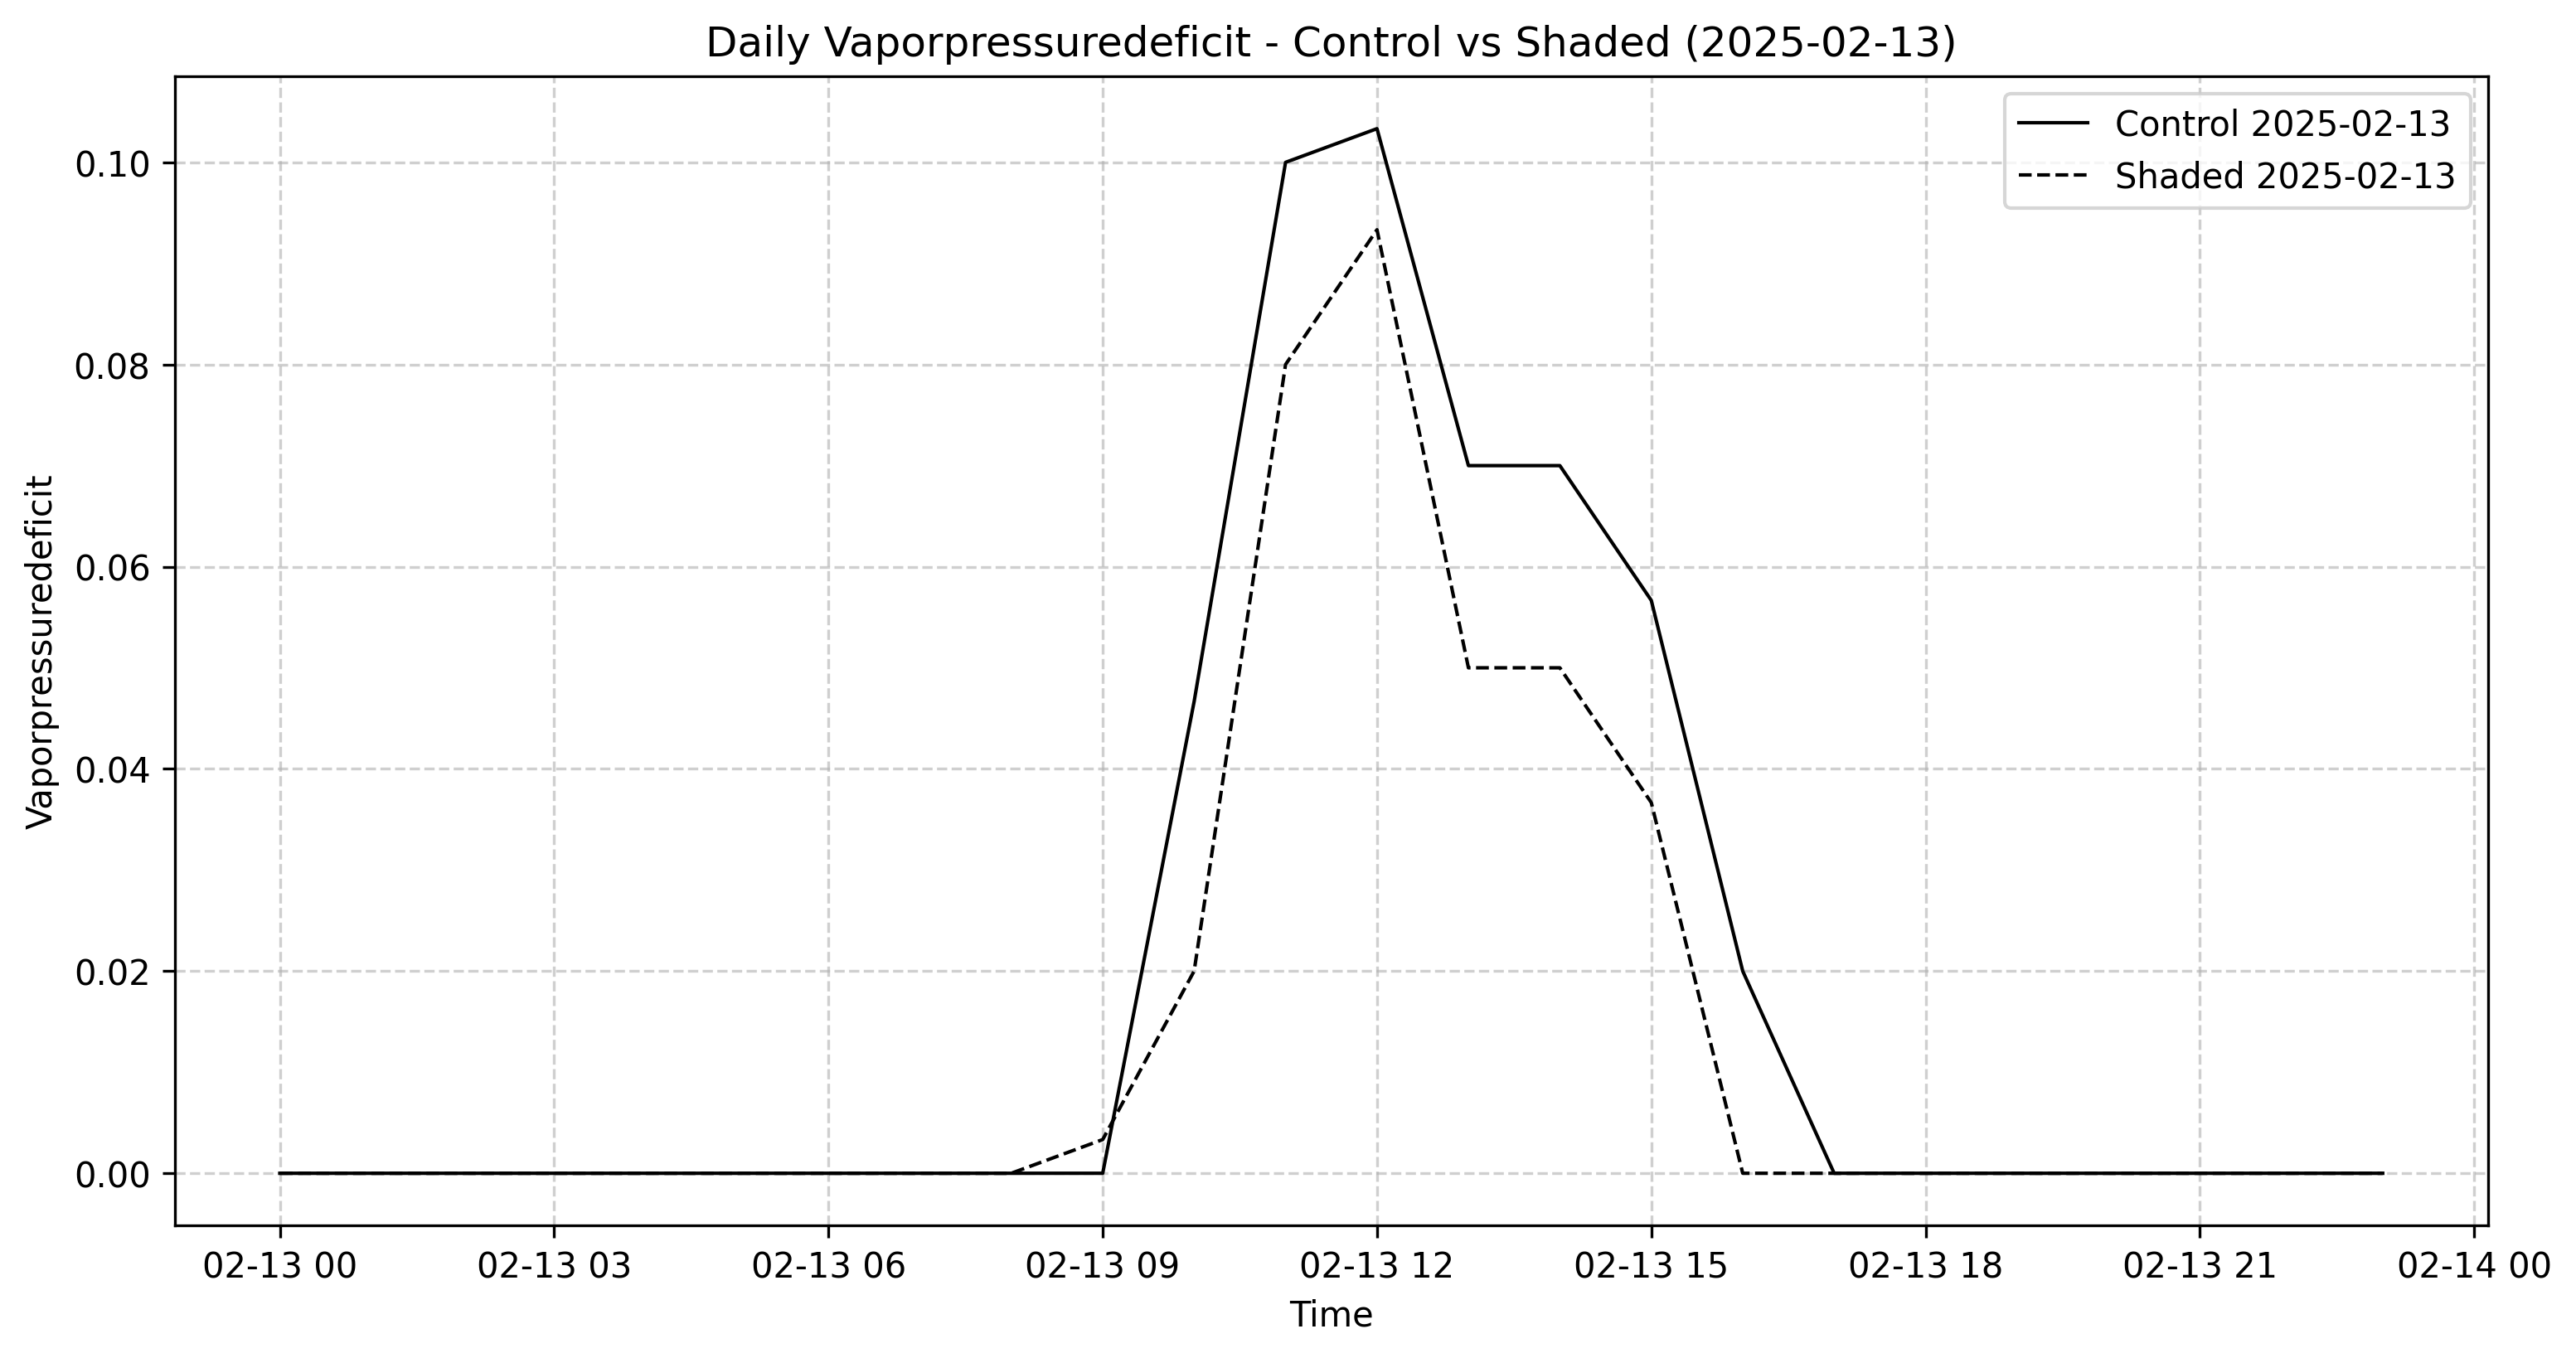 Daily Vaporpressuredeficit - Control vs Shaded (2025-02-13)
Control 2025-02-13
Shaded 2025-02-13
Vaporpressuredeficit
0.10
0.08
0.06
0.04
0.02
0.00
02-13 00 02-13 03 02-13 06 02-13 09 02-13 12 02-13 15 02-13 18 02-13 21 02-14 00
Time